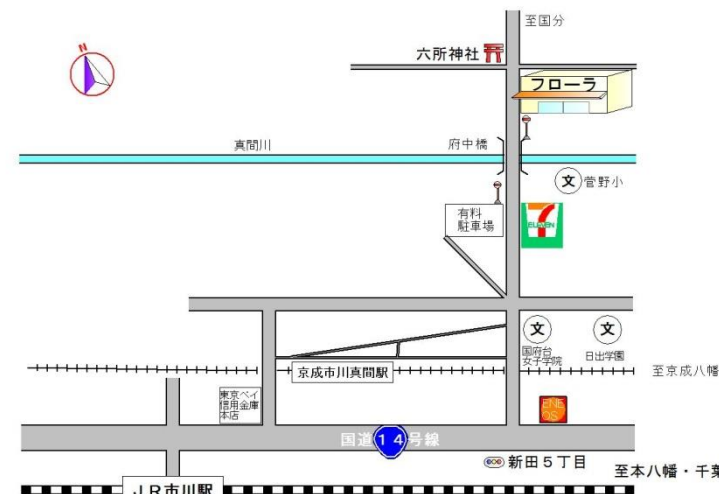 至国分
N
六所神社
フローラ
真間川
府中橋
文
菅野小
有料
駐車場
7
ELEVEN
文
文
国府台
女子学院
日出学園
京成市川真間駅
至京成八幡
東京ベイ
信用金庫
本店
ENE
OS
国道14号線
新田５丁目
至本八幡・千葉
ＪＲ市川駅